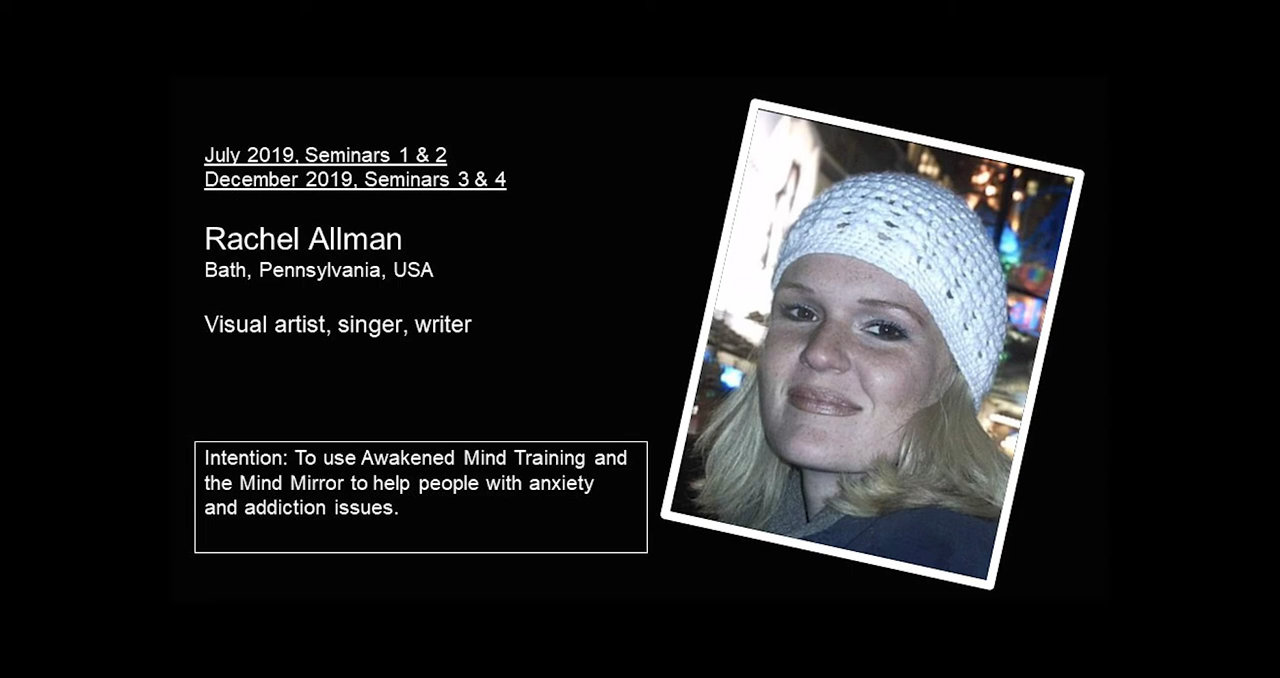 July 2019, Seminars 1 & 2
December 2019, Seminars 3 & 4
Rachel Allman
Bath, Pennsylvania, USA
Visual artist, singer, writer
Intention: To use Awakened Mind Training and
the Mind Mirror to help people with anxiety
and addiction issues.